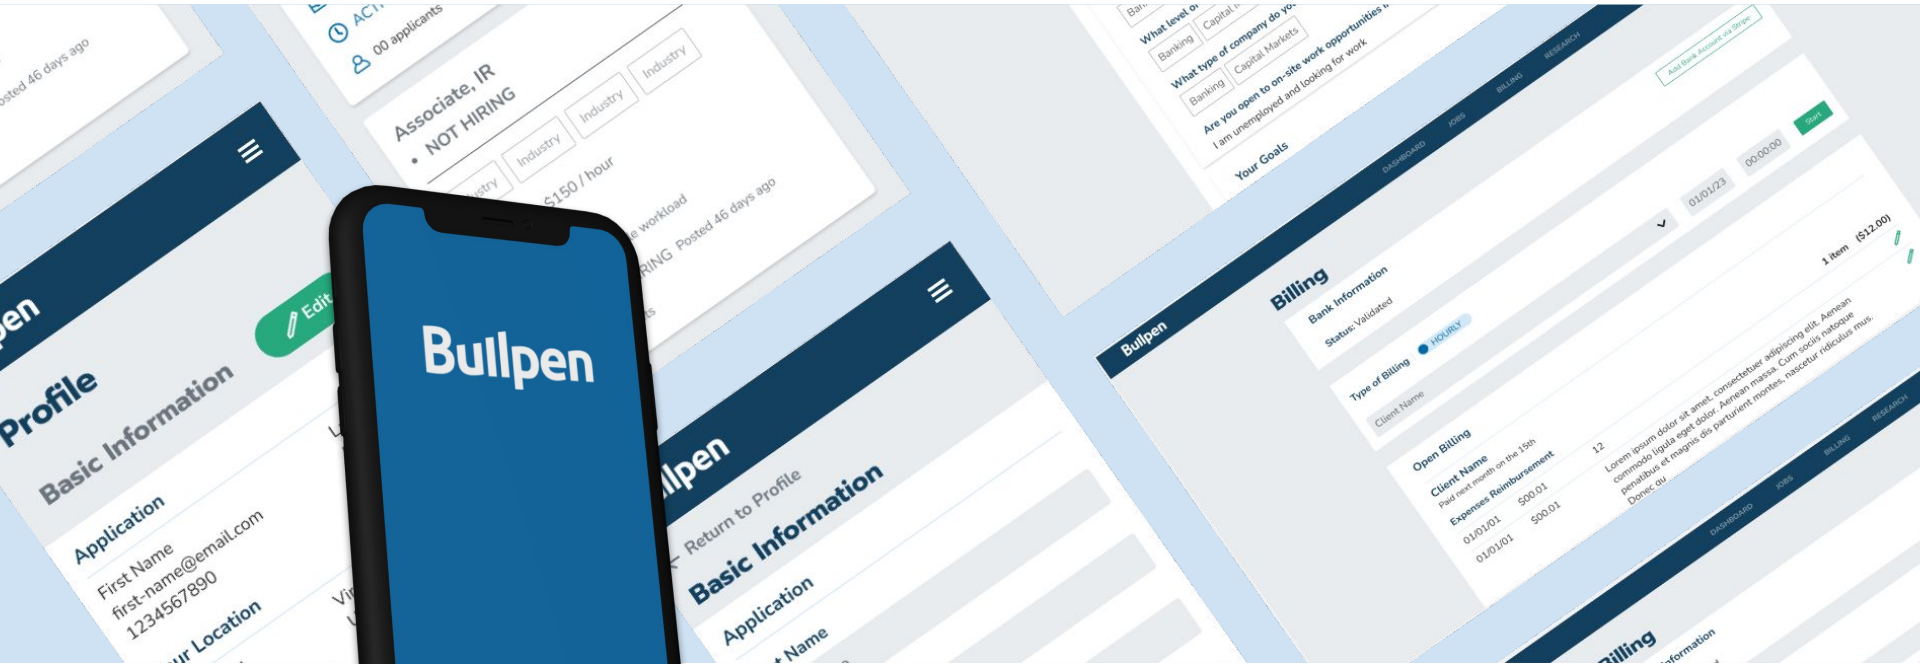 Posted 46 days ago
Profile
Edit
Basic Information
Application
First Name
first-name@email.com
1234567890
00 applicants
Associate, IR
• NOT HIRING
Industry
Industry
Industry
$150 / hour
workload
Posted 46 days ago
Bullpen
Return to Profile
Basic Information
Application
Name
What level
Banking
What type of company do you
Banking
Capital Markets
Are you open to on-site work opportunities
I am unemployed and looking for work
Your Goals
Bullpen
DASHBOARD
JOBS
BILLING
RESEARCH
Add Bank Account via Stripe
Billing
Bank Information
Status: Validated
Type of Billing
HOURLY
Client Name
01/01/23
00:00:00
Start
Open Billing
1 item ($12.00)
Client Name
Paid next month on the 15th
Expenses Reimbursement
12
01/01/01 $00.01
01/01/01 $00.01
Lorem ipsum dolor sit amet, consectetuer adipiscing elit. Aenean
commodo ligula eget dolor. Aenean massa. Cum sociis natoque
penatibus et magnis dis parturient montes, nascetur ridiculus mus.
Donec qu
DASHBOARD
JOBS
BILLING
RESEARCH
Billing